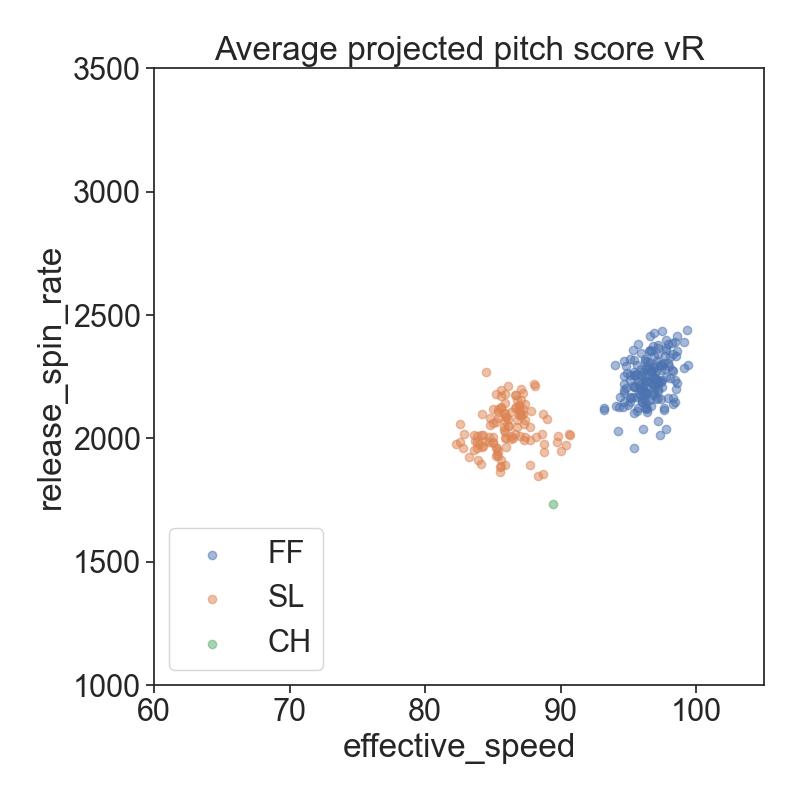 Average projected pitch score vR
3500
3000
2500
2000
1500
1000
release_spin_rate
FF
SL
CH
60 70 80 90 100
effective_speed